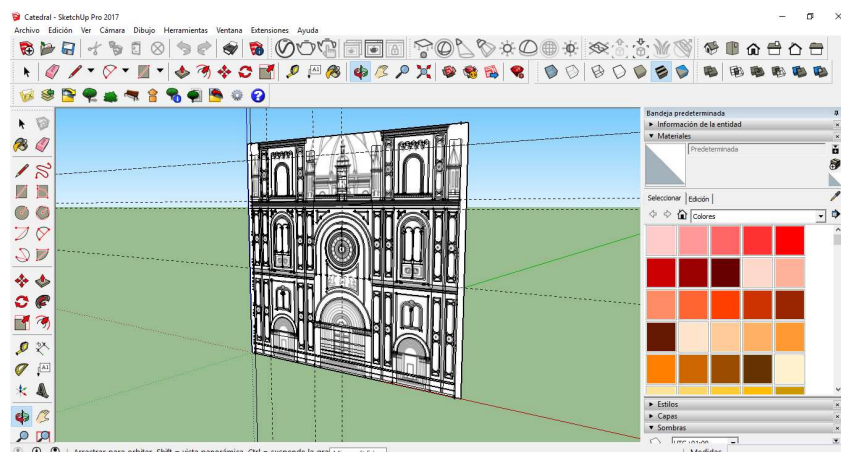 Catedral - SketchUp Pro 2017
Archivo Edición Ver Cámara Dibujo Herramientas Ventana Extensiones Ayuda
Bandeja predeterminada
Información de la entidad
Materiales
Predeterminada
Seleccionar Edición
Colores
Estilos
Capas
Sombras
Arrastrar para orbitar. Shift = vista panorámica, Ctrl = suspende la gra
Medidas